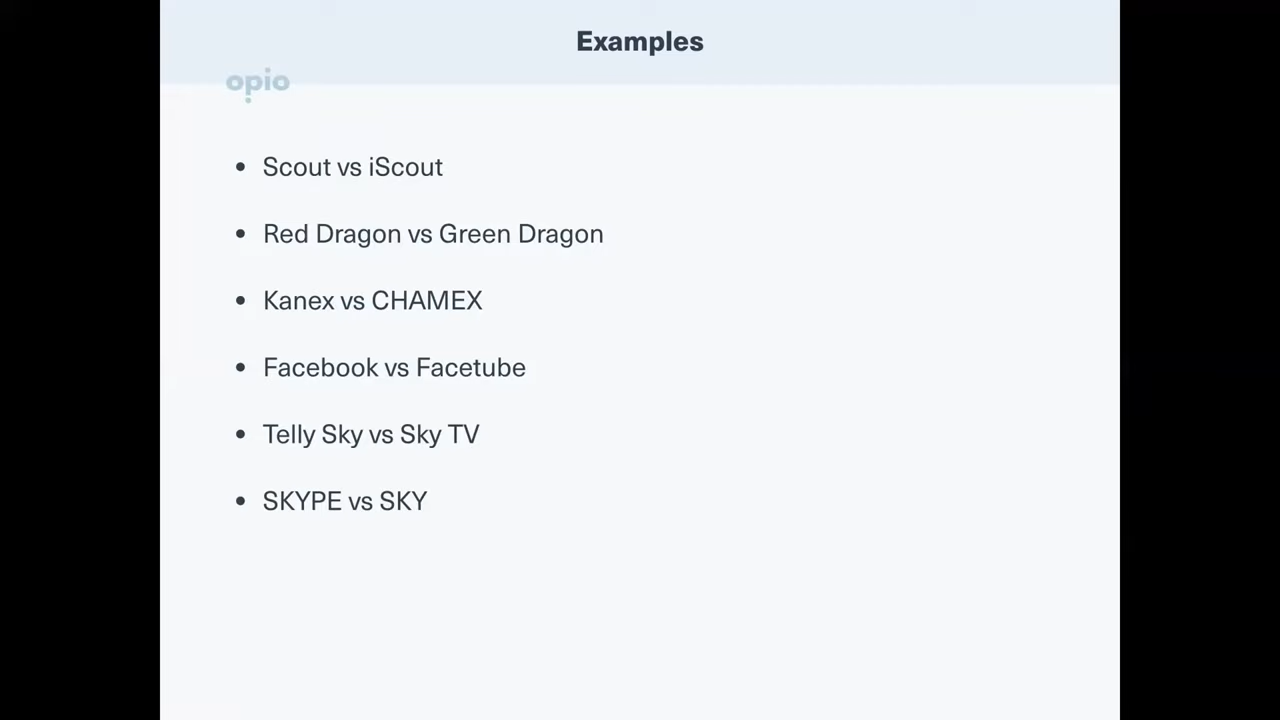 Examples
opio
• Scout vs iScout
• Red Dragon vs Green Dragon
• Kanex vs CHAMEX
• Facebook vs Facetube
• Telly Sky vs Sky TV
• SKYPE vs SKY